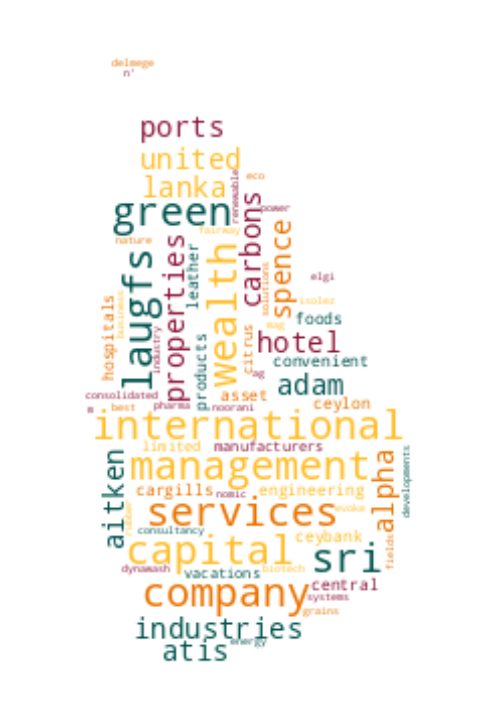 delmege
n'
ports
united
eco
lanka
renewable
green
power
carbons
fairway
nature
spence
laugfs
properties
leather
wealth
solutions
elgi
hospitals
business
isolez
foods
mag
citrus
hotel
industry
products
convenient
ag
adam
consolidated
asset
m
best
pharma
noorani
ceylon
international
limited
manufacturers
management
aitken
alpha
developments
cargills
nomic
engineering
services
evoke
rubber
consultancy
ceybank
capital
sri
fields
dynawash
vacations
biotech
central
company
systems
grains
industries
energy
atis